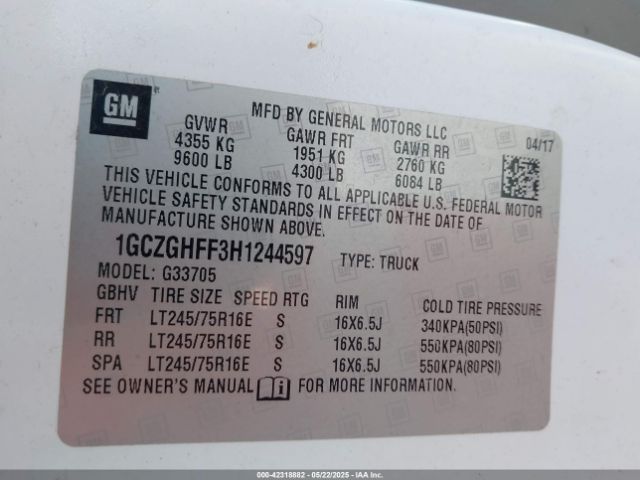 GM
MFD BY GENERAL MOTORS LLC
04/17
GVWR GAWR FRT GAWR RR
4355 KG 1951 KG 2760 KG
9600 LB 4300 LB 6084 LB
THIS VEHICLE CONFORMS TO ALL APPLICABLE U.S. FEDERAL MOTOR
VEHICLE SAFETY STANDARDS IN EFFECT ON THE DATE OF
MANUFACTURE SHOWN ABOVE.
1GCZGHFF3H1244597 TYPE: TRUCK
MODEL: G33705
GBHV TIRE SIZE SPEED RTG RIM COLD TIRE PRESSURE
FRT LT245/75R16E S 16X6.5J 340KPA(50PSI)
RR LT245/75R16E S 16X6.5J 550KPA(80PSI)
SPA LT245/75R16E S 16X6.5J 550KPA(80PSI)
SEE OWNER'S MANUAL FOR MORE INFORMATION.
000-42318882 - 05/22/2025 - COPYRIGHT IAA, LLC